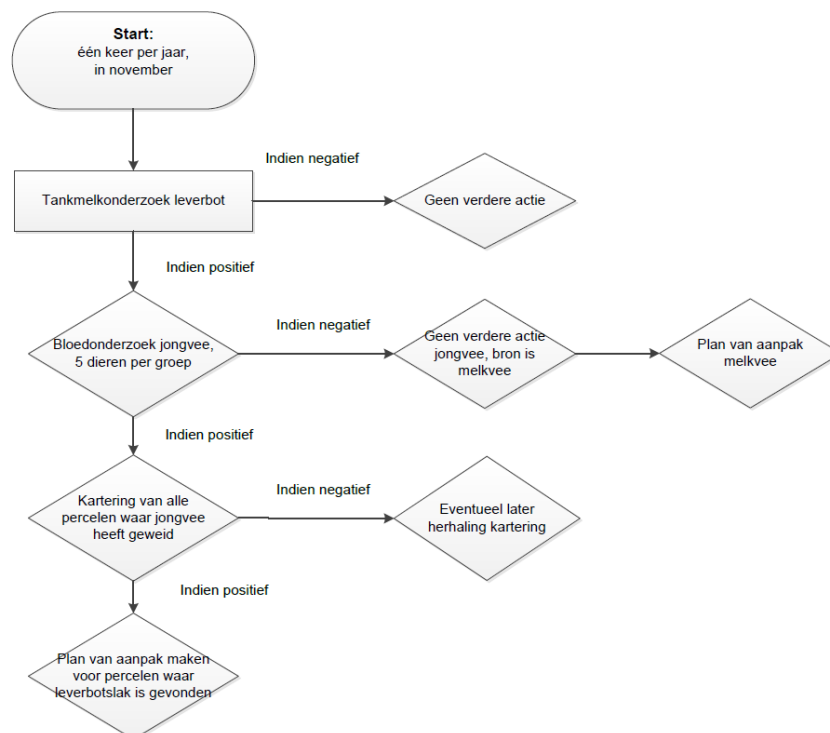 Start:
één keer per jaar,
in november
Indien negatief
Tankmelkonderzoek leverbot
Geen verdere actie
Indien positief
Indien negatief
Bloedonderzoek jongvee,
5 dieren per groep
Geen verdere actie
jongvee, bron is
melkvee
Plan van aanpak
melkvee
Indien positief
Indien negatief
Kartering van alle
percelen waar jongvee
heeft geweid
Eventueel later
herhaling kartering
Indien positief
Plan van aanpak maken
voor percelen waar
leverbotslak is gevonden